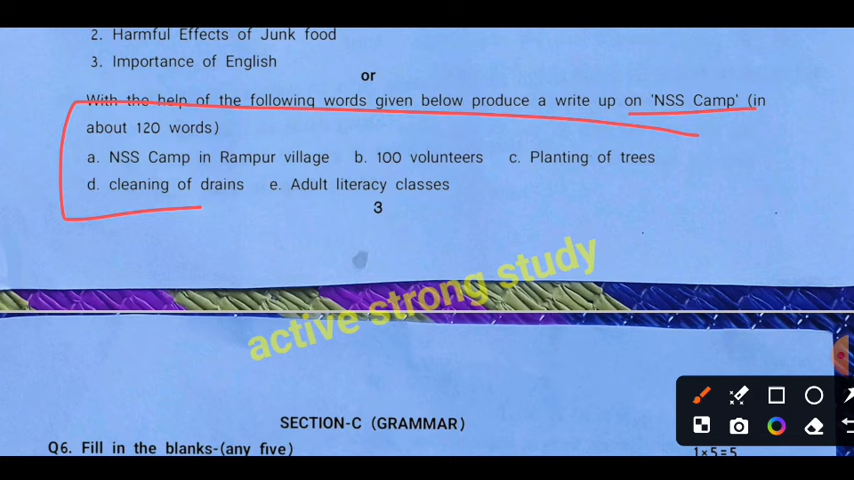 2. Harmful Effects of Junk food
3. Importance of English
or
With the help of the following words given below produce a write up on 'NSS Camp' (in
about 120 words)
a. NSS Camp in Rampur village b. 100 volunteers c. Planting of trees
d. cleaning of drains e. Adult literacy classes
3
active strong study
SECTION-C (GRAMMAR)
Q6. Fill in the blanks-(any five)
1×5=5